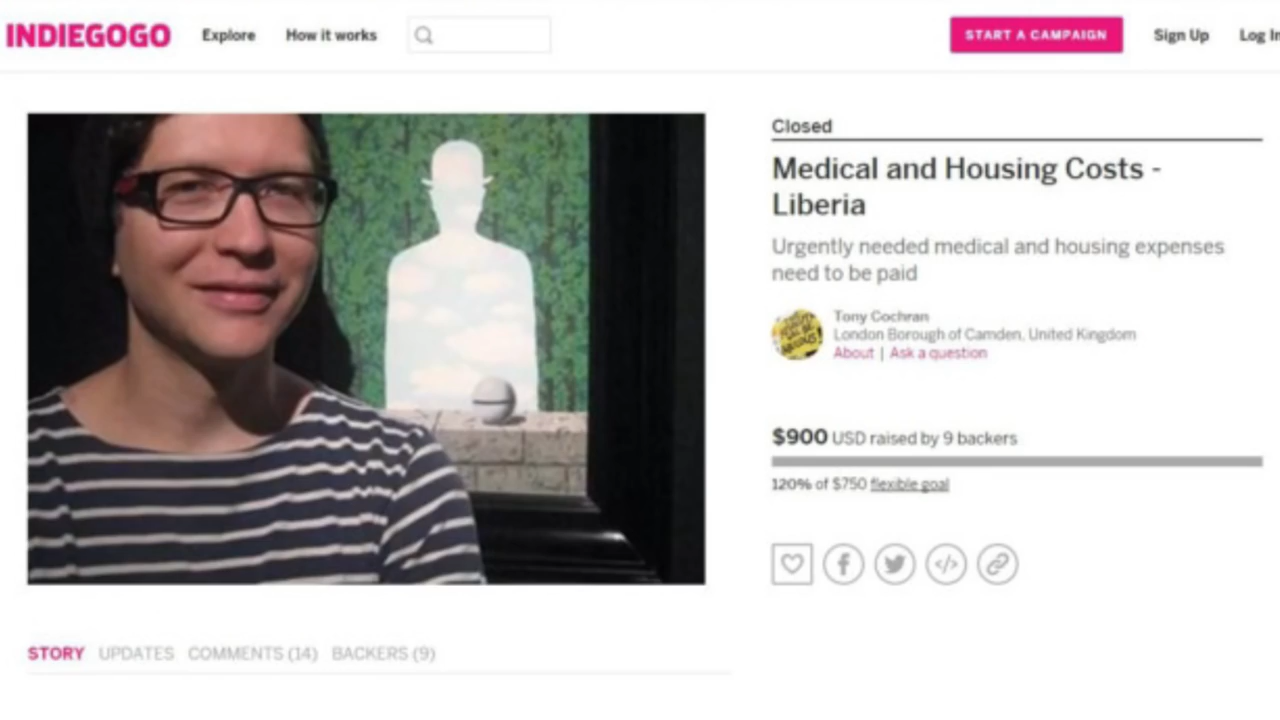 INDIEGOGO Explore How it works START A CAMPAIGN Sign Up Log In
Closed
Medical and Housing Costs -
Liberia
Urgently needed medical and housing expenses
need to be paid
Tony Cochran
London Borough of Camden, United Kingdom
About | Ask a question
$900 USD raised by 9 backers
120% of $750 flexible goal
STORY UPDATES COMMENTS (14) BACKERS (9)